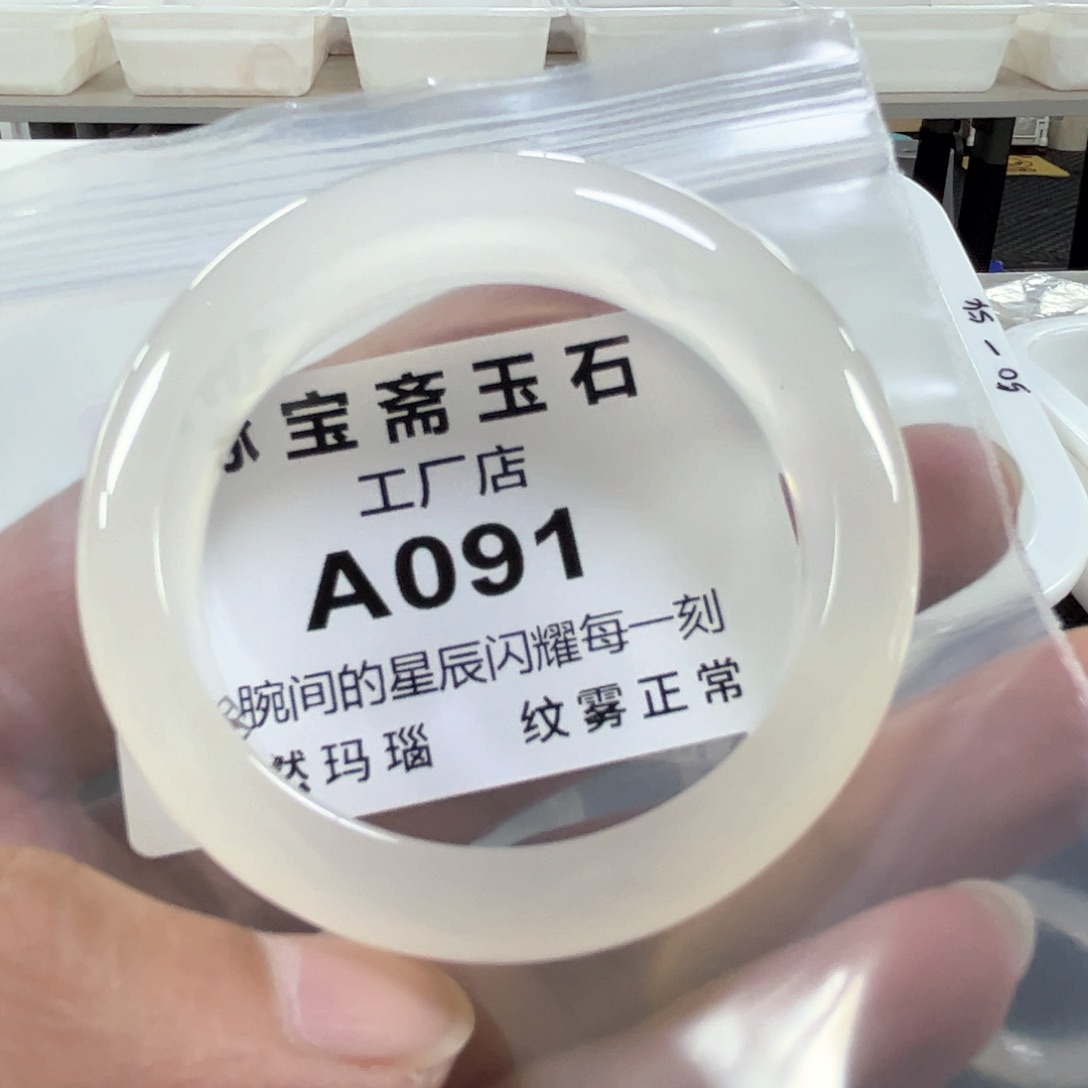 宝斋玉石
工厂店
A091
腕间的星辰闪耀每一刻
然玛瑙 纹雾正常